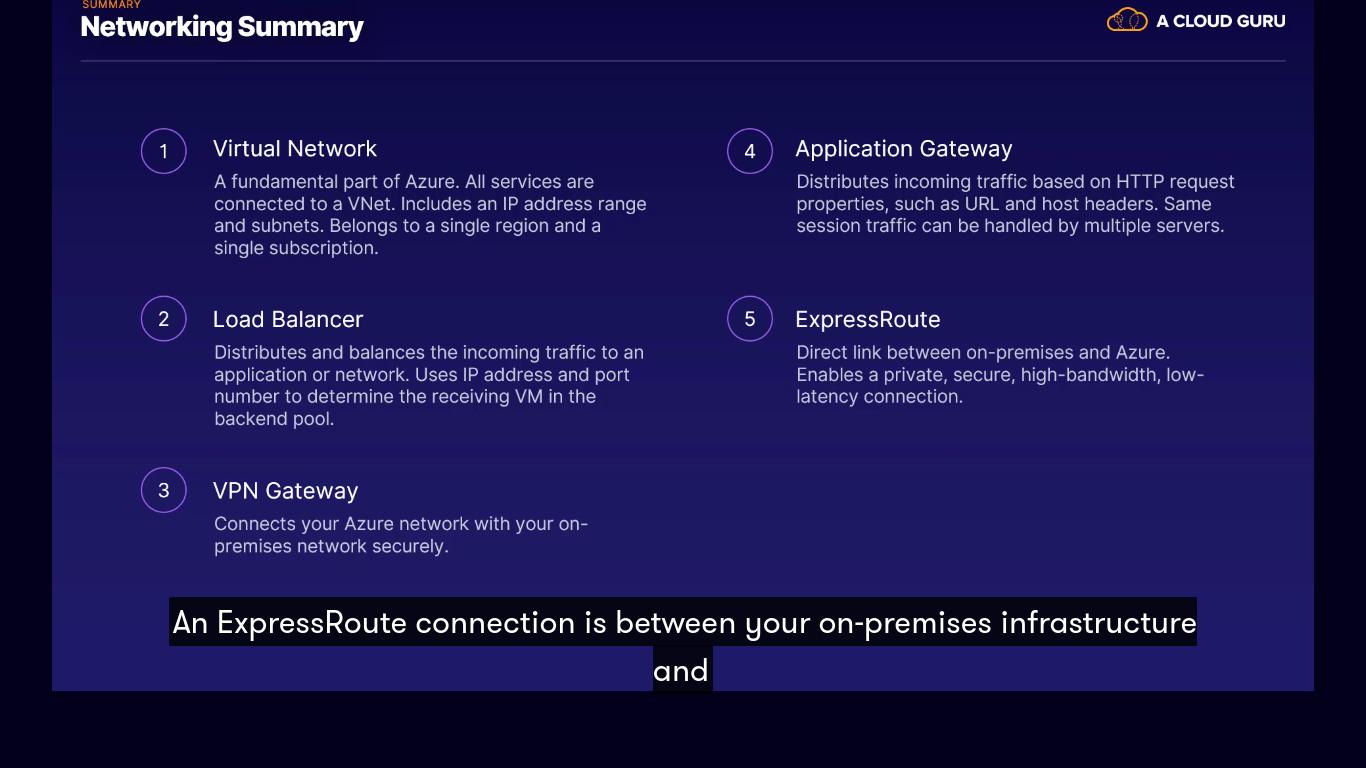 SUMMARY
Networking Summary
A CLOUD GURU
1
Virtual Network
A fundamental part of Azure. All services are
connected to a VNet. Includes an IP address range
and subnets. Belongs to a single region and a
single subscription.
2
Load Balancer
Distributes and balances the incoming traffic to an
application or network. Uses IP address and port
number to determine the receiving VM in the
backend pool.
3
VPN Gateway
Connects your Azure network with your on-
premises network securely.
4
Application Gateway
Distributes incoming traffic based on HTTP request
properties, such as URL and host headers. Same
session traffic can be handled by multiple servers.
5
ExpressRoute
Direct link between on-premises and Azure.
Enables a private, secure, high-bandwidth, low-
latency connection.
An ExpressRoute connection is between your on-premises infrastructure
and